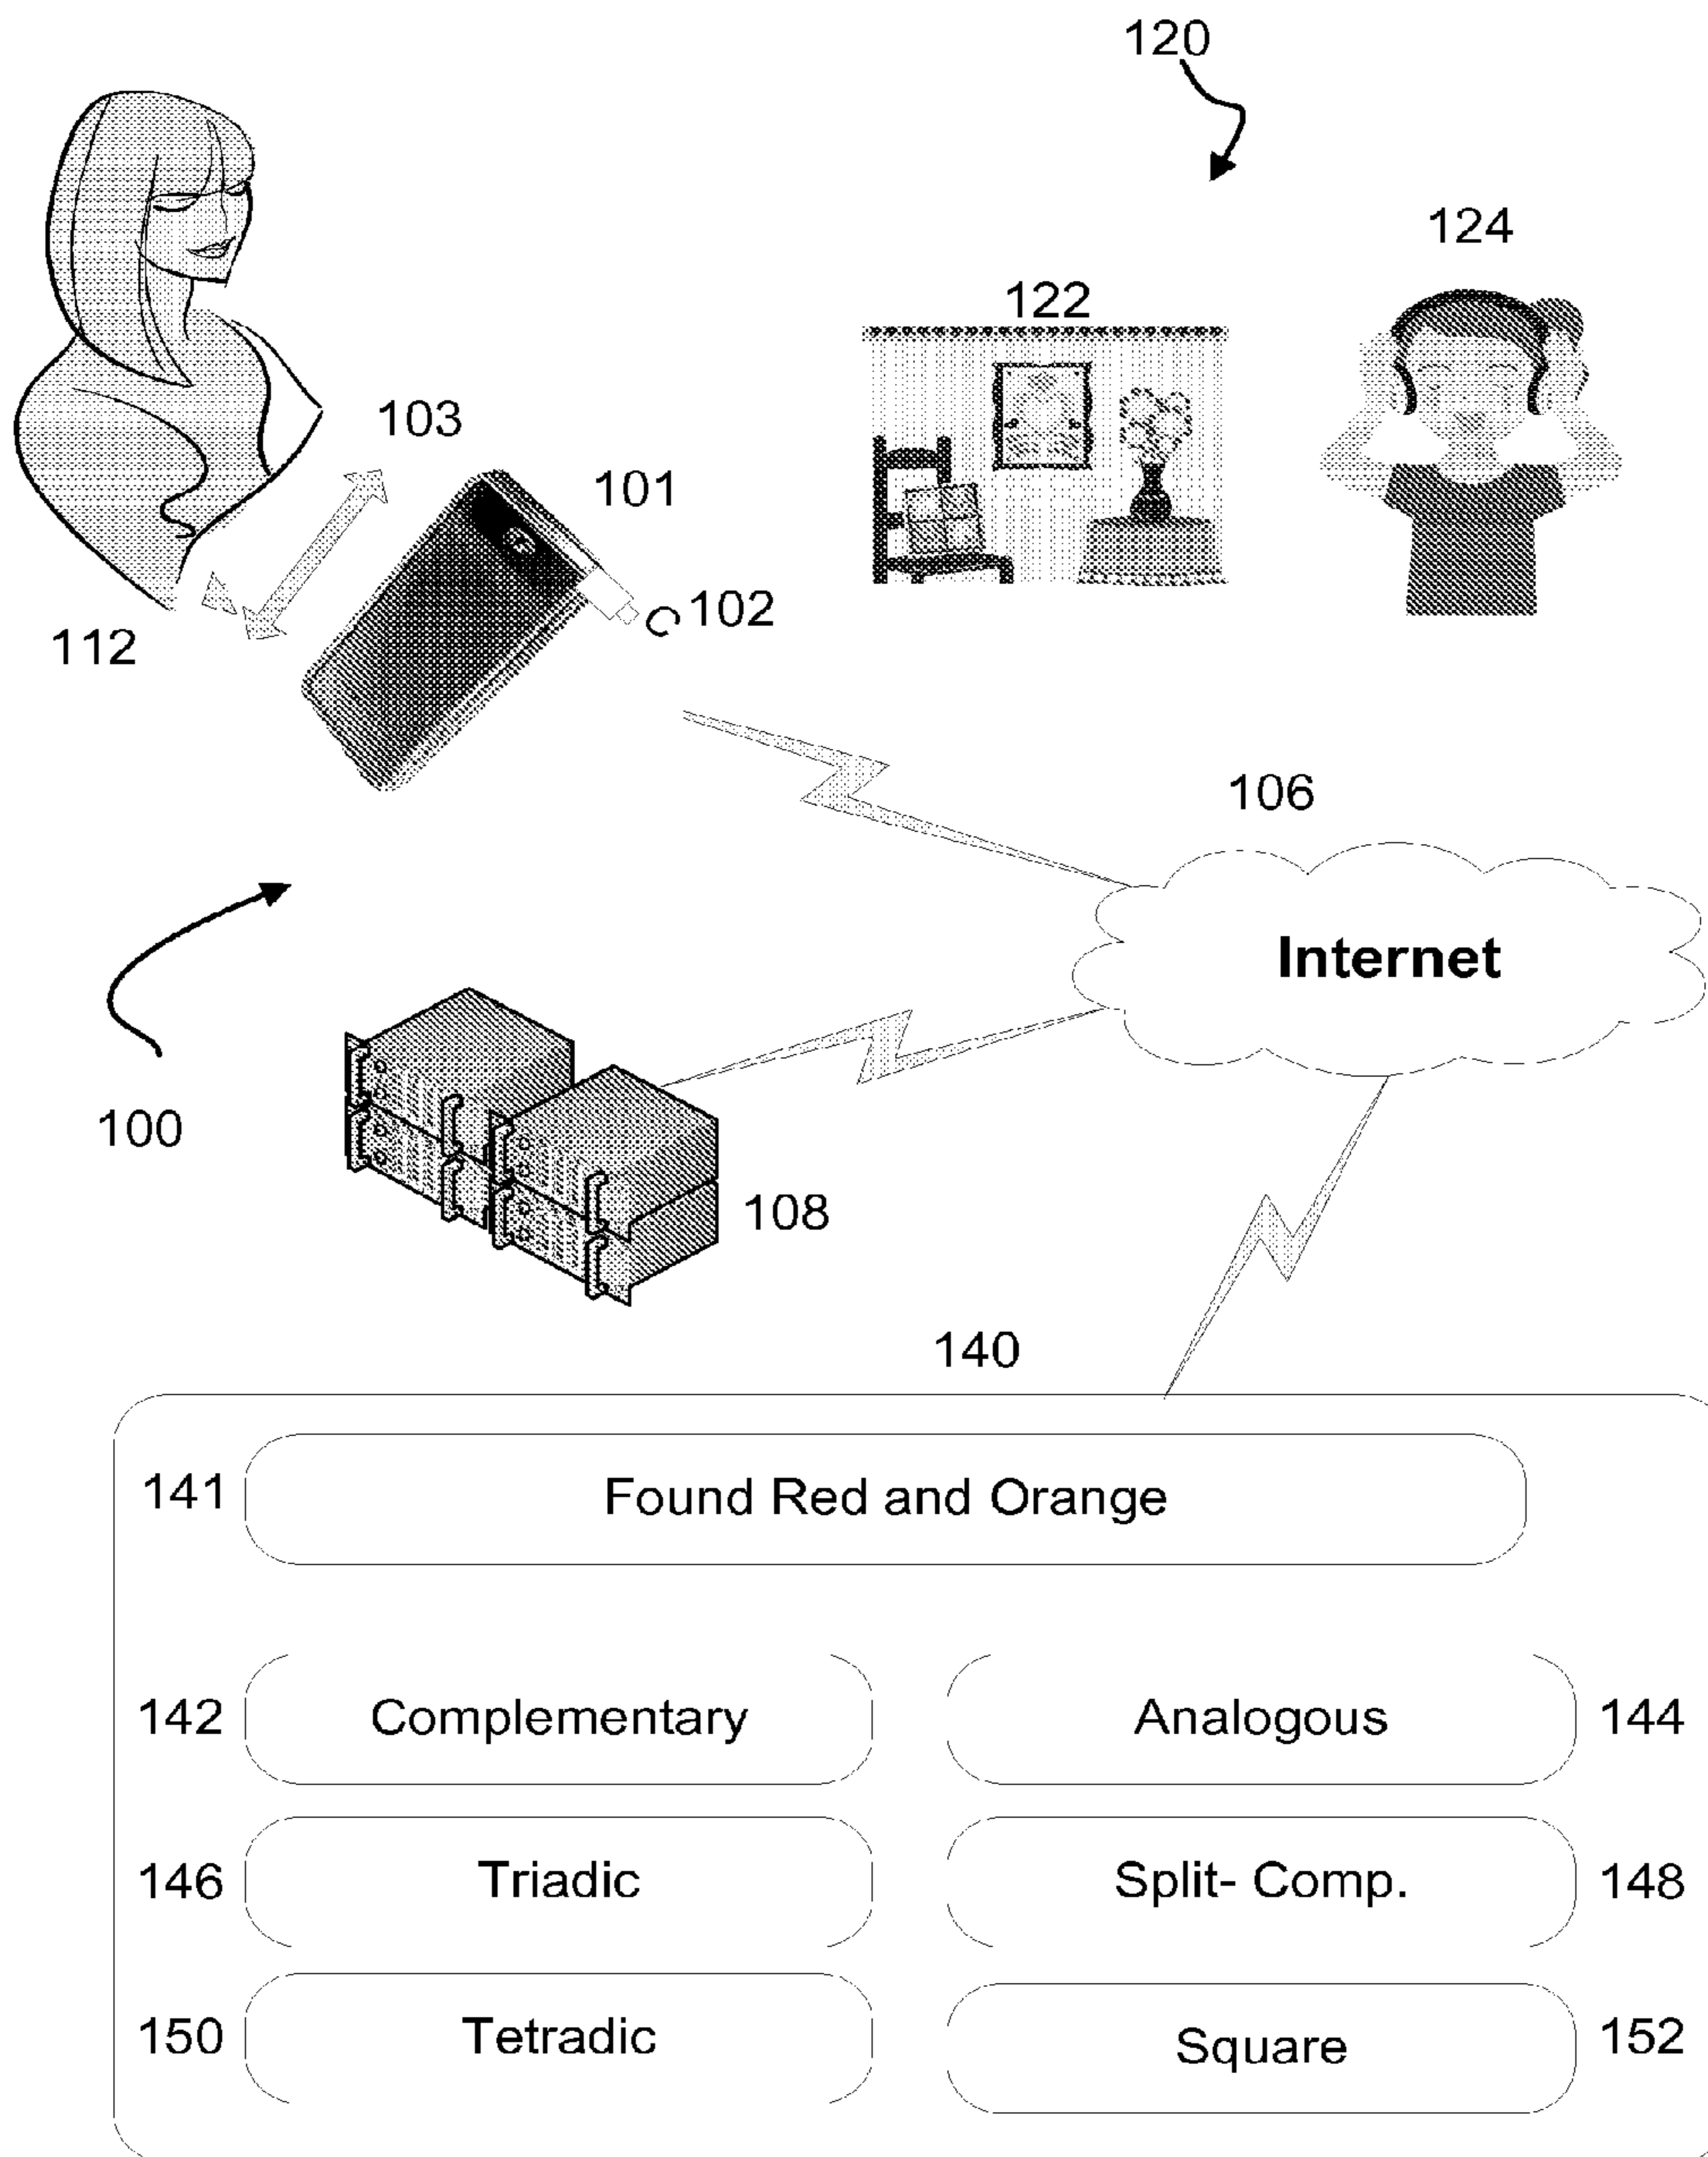 120
124
122
103
101
102
112
106
Internet
100
108
140
141 Found Red and Orange
142 Complementary Analogous 144
146 Triadic Split- Comp. 148
150 Tetradic Square 152